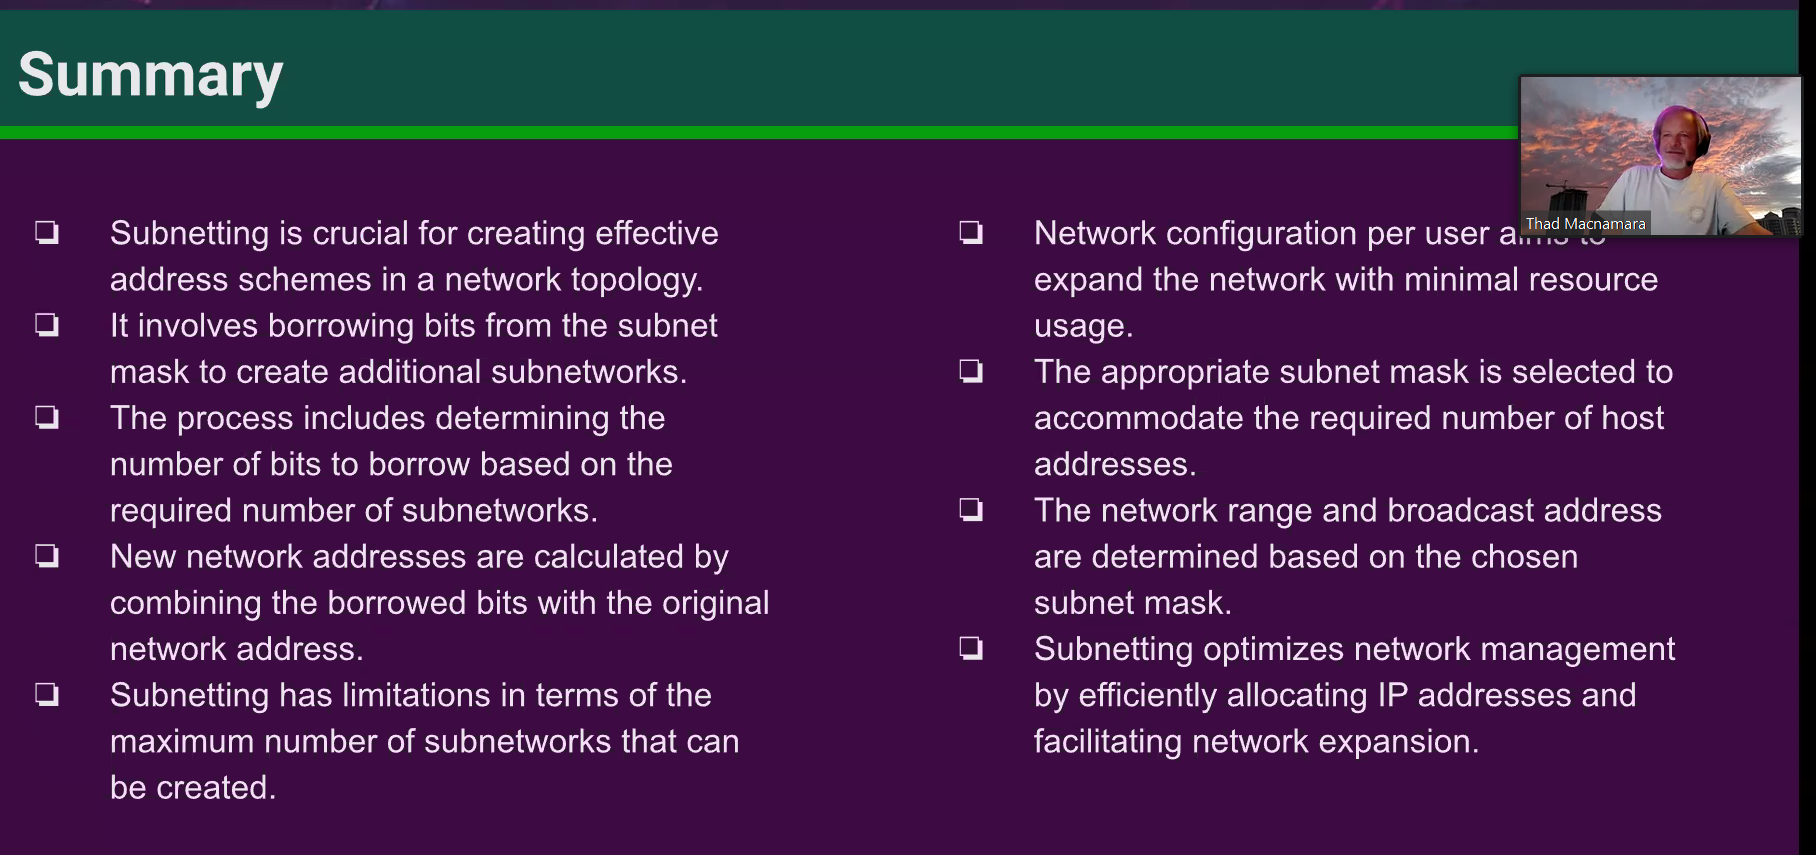 Summary
Thad Macnamara
Subnetting is crucial for creating effective
address schemes in a network topology.
It involves borrowing bits from the subnet
mask to create additional subnetworks.
The process includes determining the
number of bits to borrow based on the
required number of subnetworks.
New network addresses are calculated by
combining the borrowed bits with the original
network address.
Subnetting has limitations in terms of the
maximum number of subnetworks that can
be created.
Network configuration per user aims to
expand the network with minimal resource
usage.
The appropriate subnet mask is selected to
accommodate the required number of host
addresses.
The network range and broadcast address
are determined based on the chosen
subnet mask.
Subnetting optimizes network management
by efficiently allocating IP addresses and
facilitating network expansion.